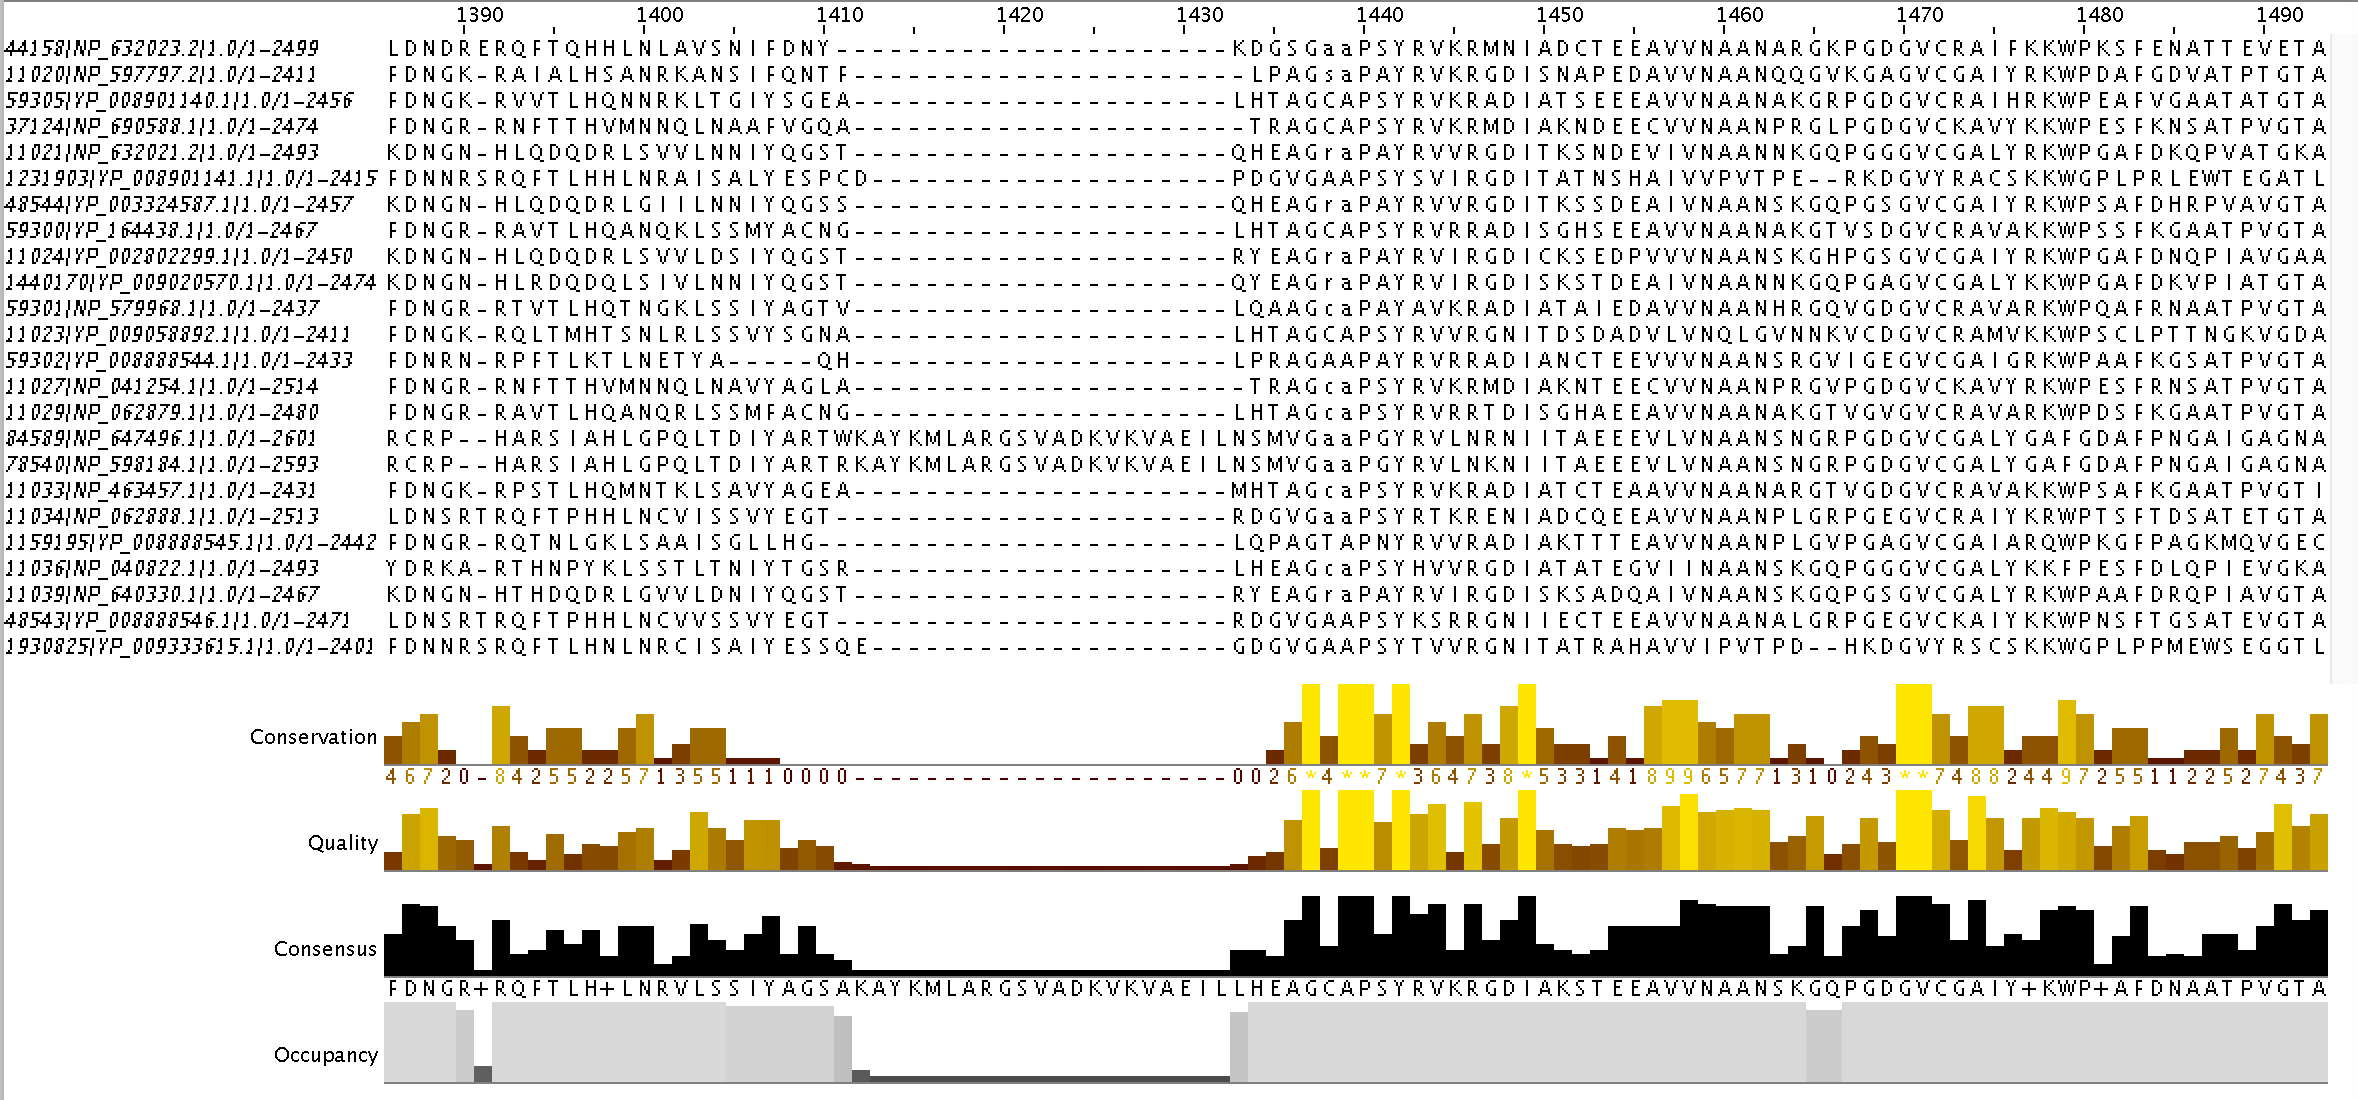 1390 1400 1410 1420 1430 1440 1450 1460 1470 1480 1490
44158|NP_632023.2|1.0/1-2499 LDNDRERQFTQHHLNLAVSNIFDNY----------------------KDGSGaaPSYRVKRMNIADCTEEAVVNAANARGKPGDGVCRAIFKKWPKSFENATTEVETA
11020|NP_597797.2|1.0/1-2411 FDNGK-RAIALHSANRKANSIFQNTF----------------------LPAGsaPAYRVKRGDISNAPEDAVVNAANQQGVKGAGVCGAIYRKWPDAFGDVATPTGTA
59305|YP_008901140.1|1.0/1-2456 FDNGK-RVVTLHQNNRKLTGIYSGEA---------------------LHTAGCAPSYRVKRADIATSEEEAVVNAANAKGRPGDGVCRAIHRKWPEAFVGAATATGTA
37124|NP_690588.1|1.0/1-2474 FDNGR-RNFTTHVMNNQLNAAFVGQA----------------------TRAGCAPSYRVKRMDIAKNDEECVVNAANPRGLPGDGVCKAVYKKWPESFKNSATPVGTA
11021|NP_632021.2|1.0/1-2493 KDNGN-HLQDQDRLSVVLNNIYQGST---------------------QHEAGraPAYRVVRGDITKSNDEVIVNAANNKGQPGGGVCGALYRKWPGAFDKQPVATGKA
1231903|YP_008901141.1|1.0/1-2415 FDNNRSRQFTLHHLNRAISALYESPCD--------------------PDGVGAAPSYSVIRGDITATNSHAIVVPVTPE--RKDGVYRACSKKWGPLPRLEWTEGATL
48544|YP_003324587.1|1.0/1-2457 KDNGN-HLQDQDRLGIILNNIYQGSS---------------------QHEAGraPAYRVVRGDITKSSDEAIVNAANSKGQPGSGVCGAIYRKWPSAFDHRPVAVGTA
59300|YP_164438.1|1.0/1-2467 FDNGR-RAVTLHQANQKLSSMYACNG---------------------LHTAGCAPSYRVRRADISGHSEEAVVNAANAKGTVSDGVCRAVAKKWPSSFKGAATPVGTA
11024|YP_002802299.1|1.0/1-2450 KDNGN-HLQDQDRLSVVLDSIYQGST---------------------RYEAGraPAYRVIRGDICKSEDPVVVNAANSKGHPGSGVCGAIYRKWPGAFDNQPIAVGAA
1440170|YP_009020570.1|1.0/1-2474 KDNGN-HLRDQDQLSIVLNNIYQGST---------------------QYEAGraPAYRVIRGDISKSTDEAIVNAANNKGQPGAGVCGALYKKWPGAFDKVPIATGTA
59301|NP_579968.1|1.0/1-2437 FDNGR-RTVTLHQTNGKLSSIYAGTV---------------------LQAAGcaPAYAVKRADIATAIEDAVVNAANHRGQVGDGVCRAVARKWPQAFRNAATPVGTA
11023|YP_009058892.1|1.0/1-2411 FDNGK-RQLTMHTSNLRLSSVYSGNA---------------------LHTAGCAPSYRVVRGNITDSDADVLVNQLGVNNKVCDGVCRAMVKKWPSCLPTTNGKVGDA
59302|YP_008888544.1|1.0/1-2433 FDNRN-RPFTLKTLNETYA-----QH---------------------LPRAGAAPAYRVRRADIANCTEEVVVNAANSRGVIGEGVCGAIGRKWPAAFKGSATPVGTA
11027|NP_041254.1|1.0/1-2514 FDNGR-RNFTTHVMNNQLNAVYAGLA----------------------TRAGcaPSYRVKRMDIAKNTEECVVNAANPRGVPGDGVCKAVYRKWPESFRNSATPVGTA
11029|NP_062879.1|1.0/1-2480 FDNGR-RAVTLHQANQRLSSMFACNG---------------------LHTAGcaPSYRVRRTDISGHAEEAVVNAANAKGTVGVGVCRAVARKWPDSFKGAATPVGTA
84589|NP_647496.1|1.0/1-2601 RCRP--HARSIAHLGPQLTDIYARTWKAYKMLARGSVADKVKVAEILNSMVGaaPGYRVLNRNIITAEEEVLVNAANSNGRPGDGVCGALYGAFGDAFPNGAIGAGNA
78540|NP_598184.1|1.0/1-2593 RCRP--HARSIAHLGPQLTDIYARTRKAYKMLARGSVADKVKVAEILNSMVGaaPGYRVLNKNIITAEEEVLVNAANSNGRPGDGVCGALYGAFGDAFPNGAIGAGNA
11033|NP_463457.1|1.0/1-2431 FDNGK-RPSTLHQMNTKLSAVYAGEA---------------------MHTAGcaPSYRVKRADIATCTEAAVVNAANARGTVGDGVCRAVAKKWPSAFKGAATPVGTI
11034|NP_062888.1|1.0/1-2513 LDNSRTRQFTPHHLNCVISSVYEGT----------------------RDGVGaaPSYRTKRENIADCQEEAVVNAANPLGRPGEGVCRAIYKRWPTSFTDSATETGTA
1159195|YP_008888545.1|1.0/1-2442 FDNGR-RQTNLGKLSAAISGLLHG-----------------------LQPAGTAPNYRVVRADIAKTTTEAVVNAANPLGVPGAGVCGAIARQWPKGFPAGKMQVGEC
11036|NP_040822.1|1.0/1-2493 YDRKA-RTHNPYKLSSTLTNIYTGSR---------------------LHEAGcaPSYHVVRGDIATATEGVIINAANSKGQPGGGVCGALYKKFPESFDLQPIEVGKA
11039|NP_640330.1|1.0/1-2467 KDNGN-HTHDQDRLGVVLDNIYQGST---------------------RYEAGraPAYRVIRGDISKSADQAIVNAANSKGQPGSGVCGALYRKWPAAFDRQPIAVGTA
48543|YP_008888546.1|1.0/1-2471 LDNSRTRQFTPHHLNCVVSSVYEGT----------------------RDGVGAAPSYKSRRGNIIECTEEAVVNAANALGRPGEGVCKAIYKKWPNSFTGSATEVGTA
1930825|YP_009333615.1|1.0/1-2401 FDNNRSRQFTLHNLNRCISAIYESSQE--------------------GDGVGAAPSYTVVRGNITATRAHAVVIPVTPD--HKDGVYRSCSKKWGPLPPMEWSEGGTL
Conservation
46720-84255225713551110000---------------------0026*4**7*364738*53314189965771310243**7488244972551122527437
Quality
Consensus
FDNGR+RQFTLH+LNRVLSSIYAGSAKAYKMLARGSVADKVKVAEILLHEAGCAPSYRVKRGDIAKSTEEAVVNAANSKGQPGDGVCGAIY+KWP+AFDNAATPVGTA
Occupancy